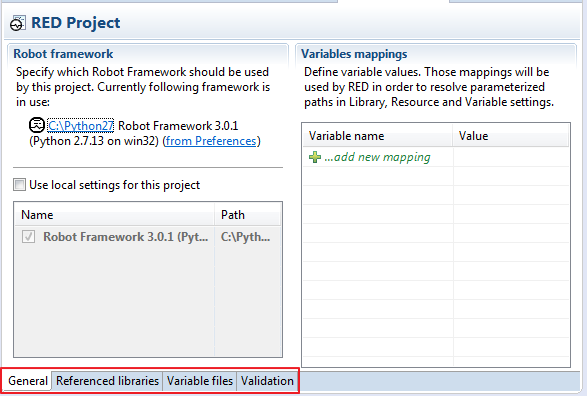 RED Project
Robot framework
Specify which Robot Framework should be used
by this project. Currently following framework is
in use:
C:\Python27 Robot Framework 3.0.1
(Python 2.7.13 on win32) (from Preferences)
Use local settings for this project
Name Path
Robot Framework 3.0.1 (Pyt... C:\Pyth...
Variables mappings
Define variable values. Those mappings will be
used by RED in order to resolve parameterized
paths in Library, Resource and Variable settings.
Variable name Value
...add new mapping
General Referenced libraries Variable files Validation